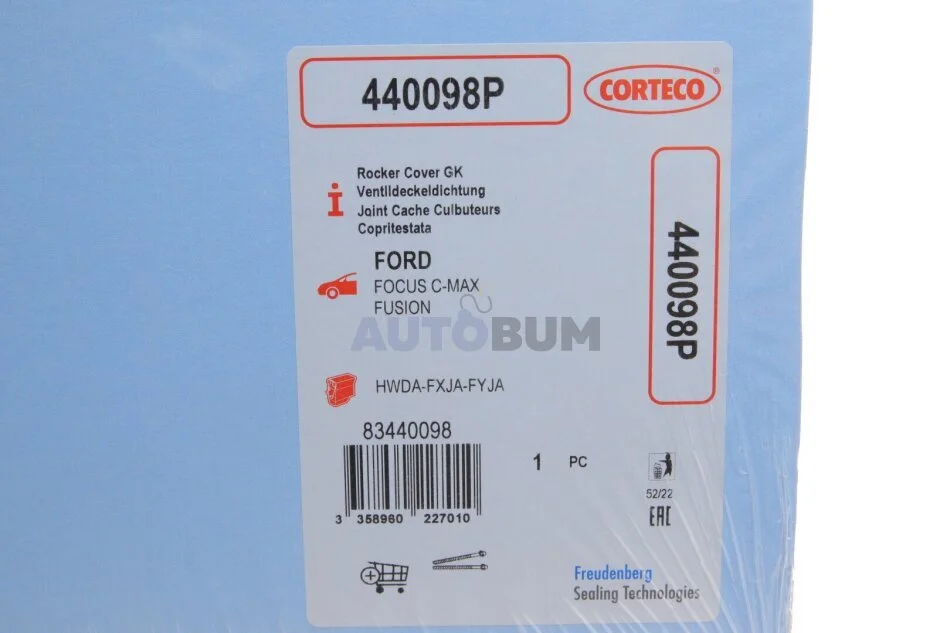 440098P
CORTECO®
Rocker Cover GK
Ventildeckeldichtung
Joint Cache Culbuteurs
Copritestata
440098P
FORD
FOCUS C-MAX
FUSION
AUTOBUM
HWDA-FXJA-FYJA
83440098
1 PC
3 358960 227010
52/22
EAC
Freudenberg
Sealing Technologies